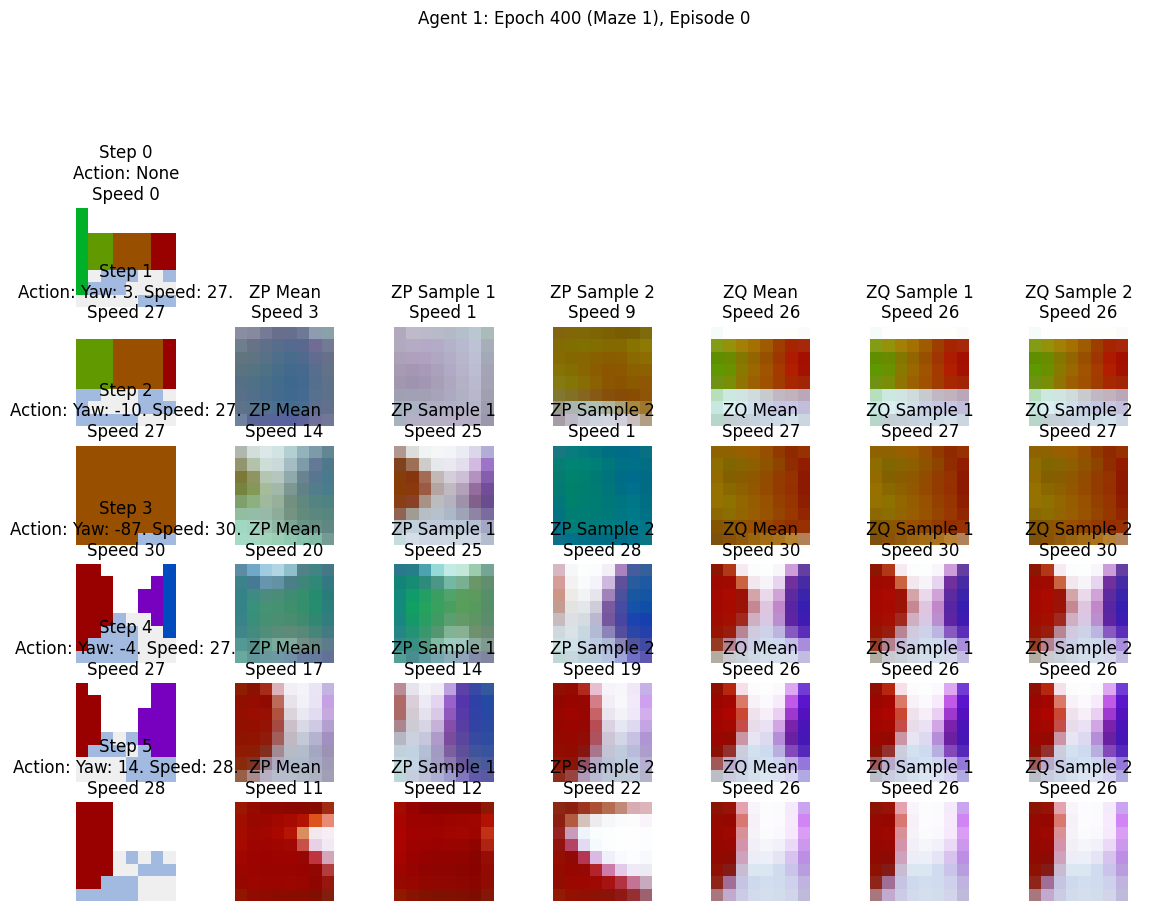 Agent 1: Epoch 400 (Maze 1), Episode 0
Step 0
Action: None
Speed 0
Step 1
Action: Yaw: 3. Speed: 27.
Speed 27
ZP Mean
Speed 3
ZP Sample 1
Speed 1
ZP Sample 2
Speed 9
ZQ Mean
Speed 26
ZQ Sample 1
Speed 26
ZQ Sample 2
Speed 26
Step 2
Action: Yaw: -10. Speed: 27.
Speed 27
ZP Mean
Speed 14
ZP Sample 1
Speed 25
ZP Sample 2
Speed 1
ZQ Mean
Speed 27
ZQ Sample 1
Speed 27
ZQ Sample 2
Speed 27
Step 3
Action: Yaw: -87. Speed: 30.
Speed 30
ZP Mean
Speed 20
ZP Sample 1
Speed 25
ZP Sample 2
Speed 28
ZQ Mean
Speed 30
ZQ Sample 1
Speed 30
ZQ Sample 2
Speed 30
Step 4
Action: Yaw: -4. Speed: 27.
Speed 27
ZP Mean
Speed 17
ZP Sample 1
Speed 14
ZP Sample 2
Speed 19
ZQ Mean
Speed 26
ZQ Sample 1
Speed 26
ZQ Sample 2
Speed 26
Step 5
Action: Yaw: 14. Speed: 28.
Speed 28
ZP Mean
Speed 11
ZP Sample 1
Speed 12
ZP Sample 2
Speed 22
ZQ Mean
Speed 26
ZQ Sample 1
Speed 26
ZQ Sample 2
Speed 26